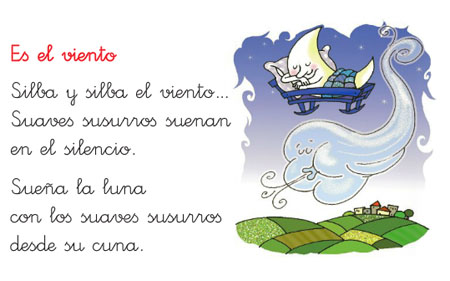 Es el viento
Silba y silba el viento...
Suaves susurros suenan
en el silencio.
Sueña la luna
con los suaves susurros
desde su cuna.